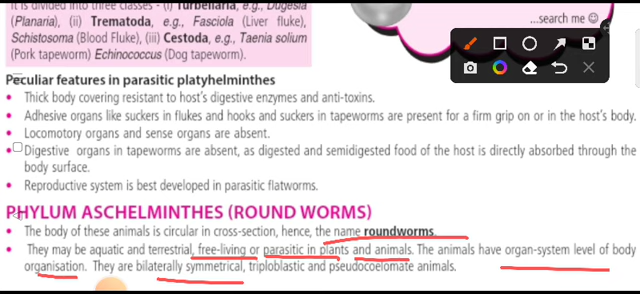 It is divided into three classes - (i) Turbellaria, e.g., Dugesia
(Planaria), (ii) Trematoda, e.g., Fasciola (Liver fluke),
Schistosoma (Blood Fluke), (iii) Cestoda, e.g., Taenia solium
(Pork tapeworm) Echinococcus (Dog tapeworm).
...search me ☺
Peculiar features in parasitic platyhelminthes
• Thick body covering resistant to host's digestive enzymes and anti-toxins.
• Adhesive organs like suckers in flukes and hooks and suckers in tapeworms are present for a firm grip on or in the host's body.
• Locomotory organs and sense organs are absent.
• Digestive organs in tapeworms are absent, as digested and semidigested food of the host is directly absorbed through the
body surface.
• Reproductive system is best developed in parasitic flatworms.
PHYLUM ASCHELMINTHES (ROUND WORMS)
• The body of these animals is circular in cross-section, hence, the name roundworms.
• They may be aquatic and terrestrial, free-living or parasitic in plants and animals. The animals have organ-system level of body
organisation. They are bilaterally symmetrical, triploblastic and pseudocoelomate animals.